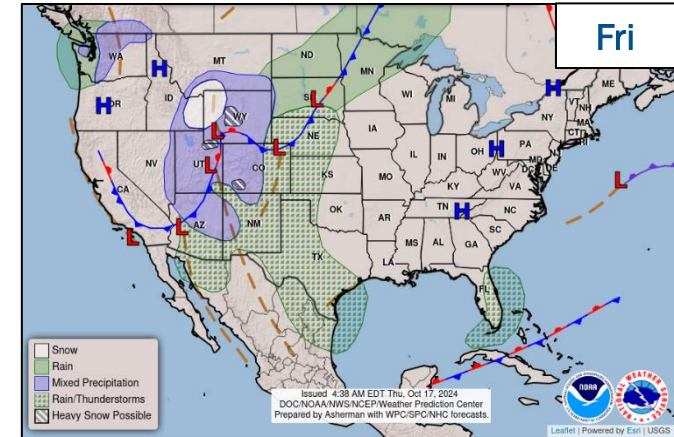 Fri
WA
MT
ND
MN
OR
ID
WY
SD
WI
MI
NY
VT
NH
ME
MA
CT
RI
NV
UT
CO
NE
IA
IL
IN
OH
PA
MD
DE
DC
WV
VA
KY
CA
AZ
NM
KS
MO
OK
AR
TN
NC
SC
MS
AL
GA
TX
LA
FL
H
H
H
H
H
L
L
L
L
L
L
L
Snow
Rain
Mixed Precipitation
Rain/Thunderstorms
Heavy Snow Possible
Issued 4:38 AM EDT Thu, Oct 17, 2024
DOC/NOAA/NWS/NCEP/Weather Prediction Center
Prepared by Asherman with WPC/SPC/NHC forecasts.
NOAA
NATIONAL WEATHER SERVICE
Leaflet | Powered by Esri | USGS